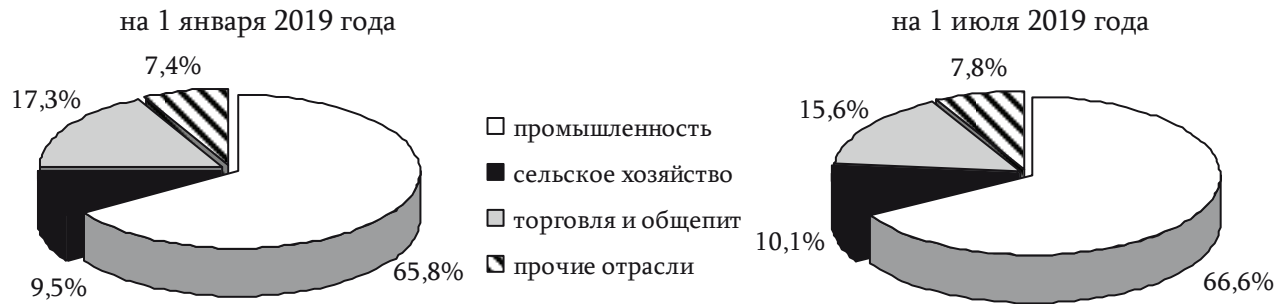 на 1 января 2019 года
7,4%
17,3%
9,5%
65,8%
промышленность
сельское хозяйство
торговля и общепит
прочие отрасли
на 1 июля 2019 года
7,8%
15,6%
10,1%
66,6%